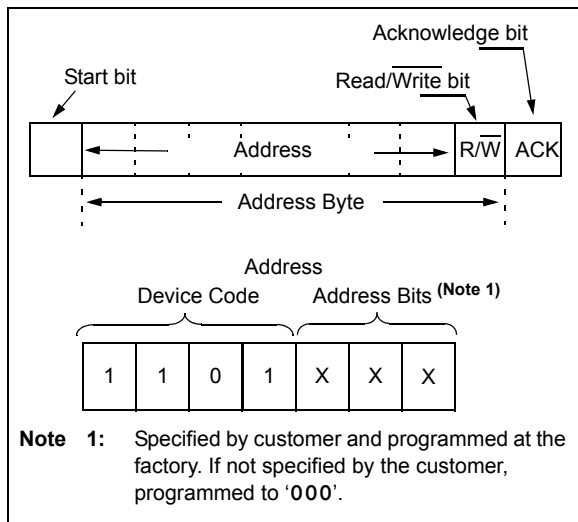 Acknowledge bit
Start bit
Read/Write bit
Address
R/W
ACK
Address Byte
Address
Device Code
Address Bits (Note 1)
1 1 0 1 X X X
Note 1: Specified by customer and programmed at the
factory. If not specified by the customer,
programmed to ‘000’.